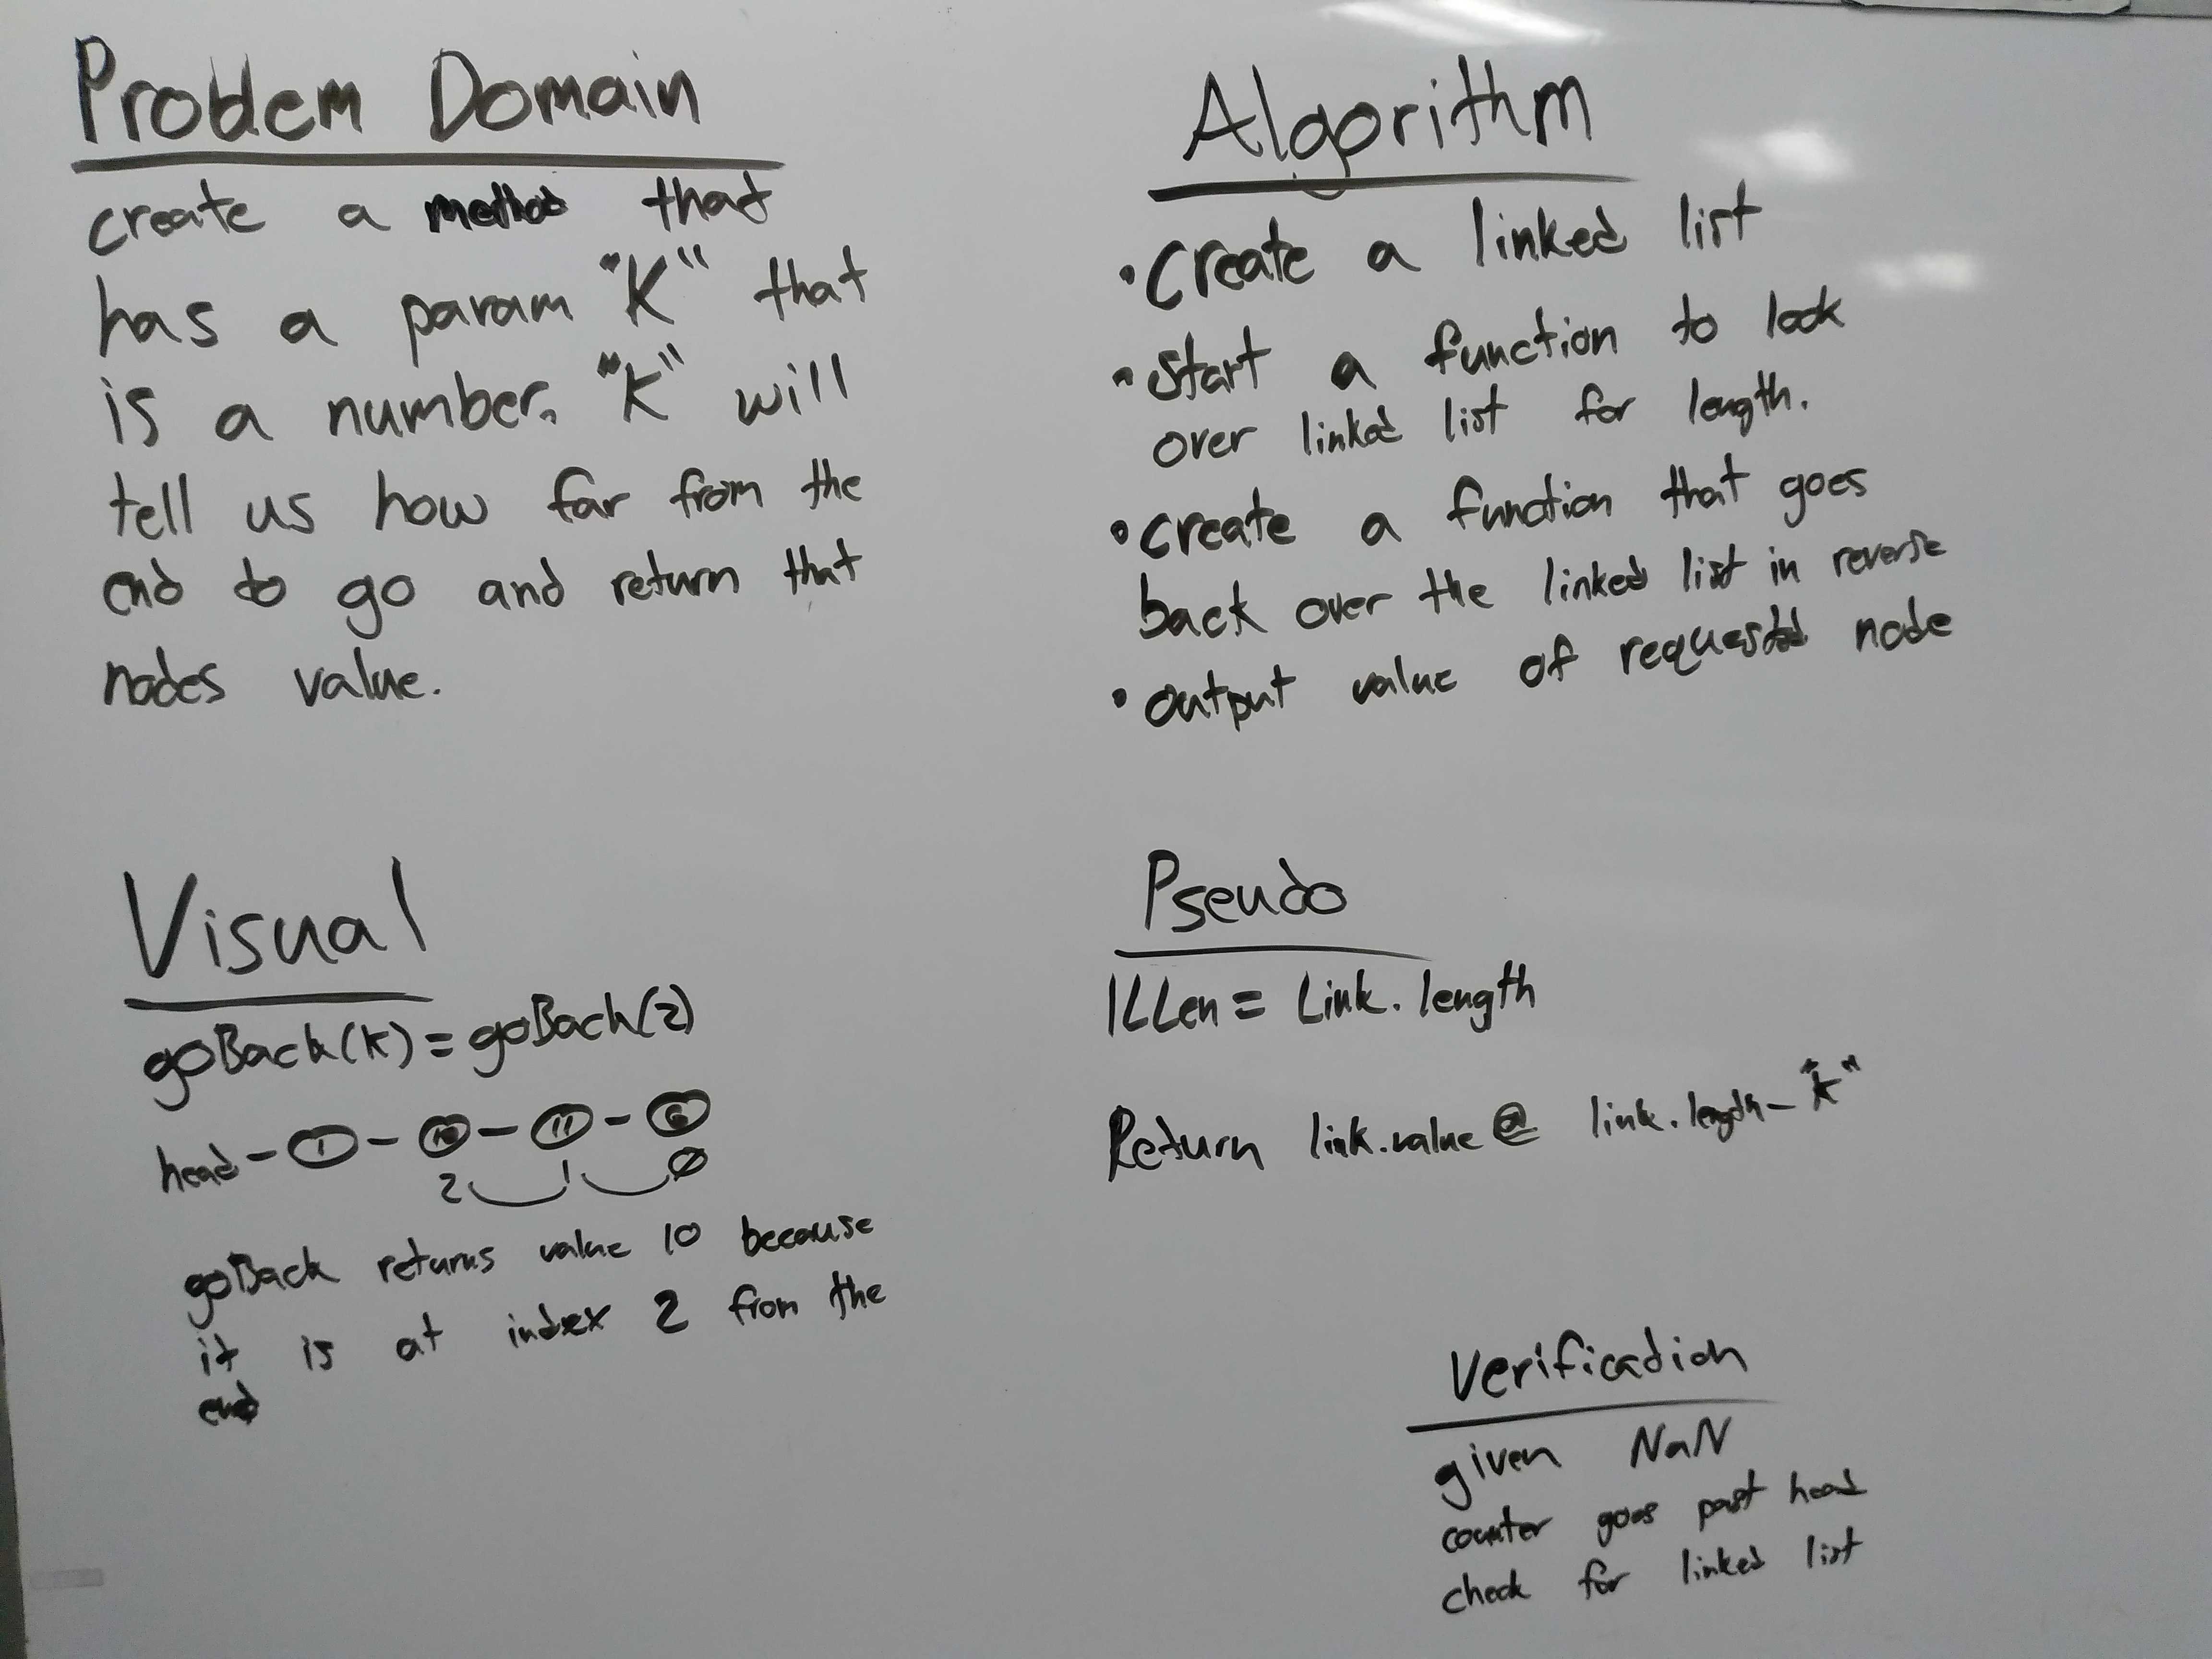 Problem Domain
create a method that
has a param "K" that
is a number. "K" will
tell us how far from the
end to go and return that
nodes value.
Algorithm
• Create a linked list
• Start a function to look
over linked list for length.
• create a function that goes
back over the linked list in reverse
• output value of requested node
Visual
goBack(k) = goBack(2)
head - 1 - 10 - 11 - 6
2 1 0
goBack returns value 10 because
it is at index 2 from the
end
Pseudo
lLLen = Link.length
Return link.value @ link.length - "k"
Verification
given NaN
counter goes past head
check for linked list